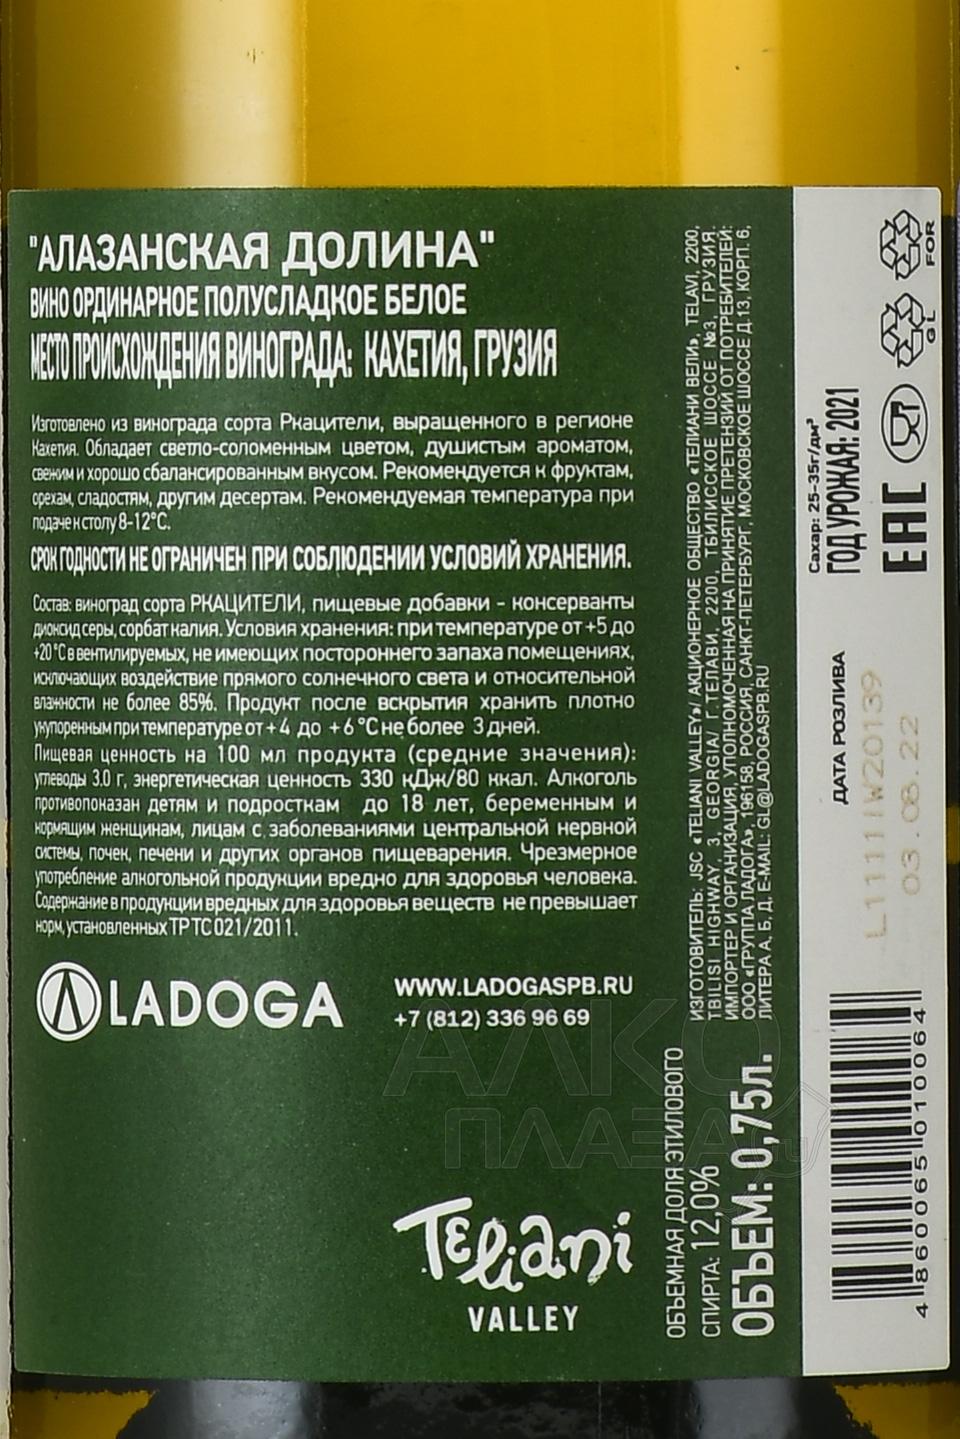 "АЛАЗАНСКАЯ ДОЛИНА"
ВИНО ОРДИНАРНОЕ ПОЛУСЛАДКОЕ БЕЛОЕ
МЕСТО ПРОИСХОЖДЕНИЯ ВИНОГРАДА: КАХЕТИЯ, ГРУЗИЯ
Изготовлено из винограда сорта Ркацители, выращенного в регионе
Кахетия. Обладает светло-соломенным цветом, душистым ароматом,
свежим и хорошо сбалансированным вкусом. Рекомендуется к фруктам,
орехам, сладостям, другим десертам. Рекомендуемая температура при
подаче к столу 8-12°С.
СРОК ГОДНОСТИ НЕ ОГРАНИЧЕН ПРИ СОБЛЮДЕНИИ УСЛОВИЙ ХРАНЕНИЯ.
Состав: виноград сорта РКАЦИТЕЛИ, пищевые добавки - консерванты
диоксид серы, сорбат калия. Условия хранения: при температуре от +5 до
+20 °С в вентилируемых, не имеющих постороннего запаха помещениях,
исключающих воздействие прямого солнечного света и относительной
влажности не более 85%. Продукт после вскрытия хранить плотно
укупоренным при температуре от + 4 до + 6 °С не более 3 дней.
Пищевая ценность на 100 мл продукта (средние значения):
углеводы 3.0 г, энергетическая ценность 330 кДж/80 ккал. Алкоголь
противопоказан детям и подросткам до 18 лет, беременным и
кормящим женщинам, лицам с заболеваниями центральной нервной
системы, почек, печени и других органов пищеварения. Чрезмерное
употребление алкогольной продукции вредно для здоровья человека.
Содержание в продукции вредных для здоровья веществ не превышает
норм, установленных ТР ТС 021/2011.
LADOGA
WWW.LADOGASPB.RU
+7 (812) 336 96 69
TELIANI
VALLEY
ОБЪЕМНАЯ ДОЛЯ ЭТИЛОВОГО
СПИРТА: 12,0%
ОБЪЕМ: 0,75л.
ИЗГОТОВИТЕЛЬ: JSC «TELIANI VALLEY»/ АКЦИОНЕРНОЕ ОБЩЕСТВО «ТЕЛИАНИ ВЕЛИ», TELAVI, 2200,
TBILISI HIGHWAY, 3, GEORGIA/ Г.ТЕЛАВИ, 2200, ТБИЛИССКОЕ ШОССЕ №3, ГРУЗИЯ.
ИМПОРТЕР И ОРГАНИЗАЦИЯ, УПОЛНОМОЧЕННАЯ НА ПРИНЯТИЕ ПРЕТЕНЗИЙ ОТ ПОТРЕБИТЕЛЕЙ:
ООО «ГРУППА ЛАДОГА», 196158, РОССИЯ, САНКТ-ПЕТЕРБУРГ, МОСКОВСКОЕ ШОССЕ Д.13, КОРП. 6,
ЛИТЕРА А. Б, Д. E-MAIL: GL@LADOGASPB.RU
Сахар: 25-35г/дм³
ГОД УРОЖАЯ: 2021
ДАТА РОЗЛИВА
L1111IW20139
03.08.22
EAC
GL
FOR
4860065010064
АЛКО
ПЛАЗА.ru